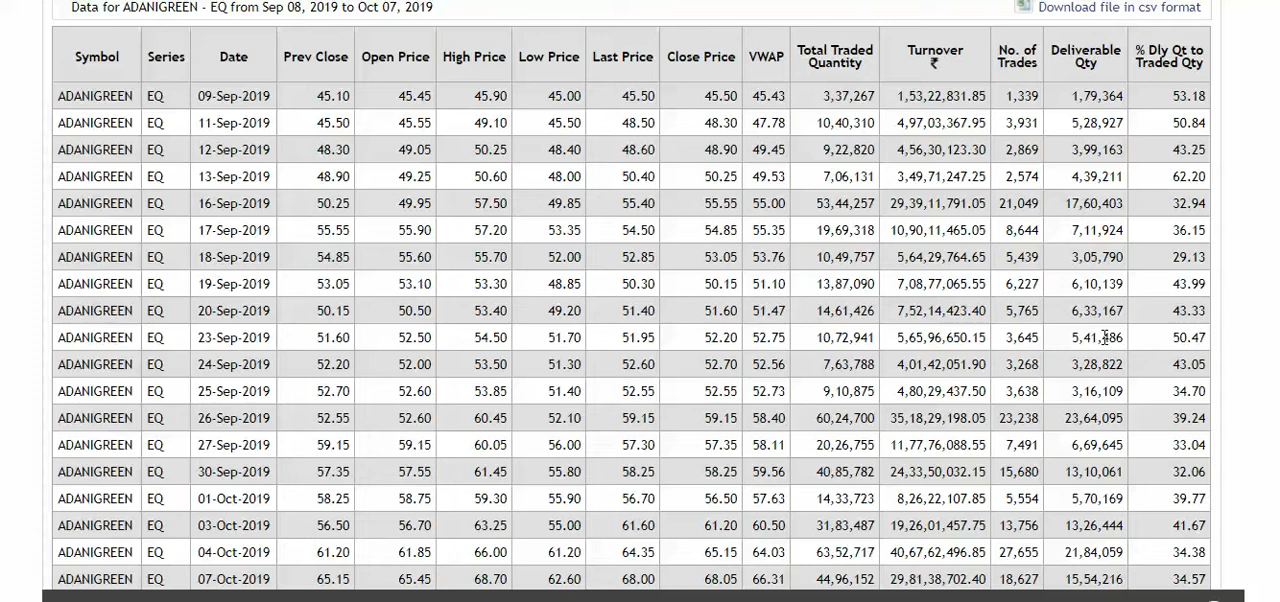 Data for ADANIGREEN - EQ from Sep 08, 2019 to Oct 07, 2019 Download file in csv format
Symbol Series Date Prev Close Open Price High Price Low Price Last Price Close Price VWAP Total Traded Quantity Turnover ₹ No. of Trades Deliverable Qty % Dly Qt to Traded Qty
ADANIGREEN EQ 09-Sep-2019 45.10 45.45 45.90 45.00 45.50 45.50 45.43 3,37,267 1,53,22,831.85 1,339 1,79,364 53.18
ADANIGREEN EQ 11-Sep-2019 45.50 45.55 49.10 45.50 48.50 48.30 47.78 10,40,310 4,97,03,367.95 3,931 5,28,927 50.84
ADANIGREEN EQ 12-Sep-2019 48.30 49.05 50.25 48.40 48.60 48.90 49.45 9,22,820 4,56,30,123.30 2,869 3,99,163 43.25
ADANIGREEN EQ 13-Sep-2019 48.90 49.25 50.60 48.00 50.40 50.25 49.53 7,06,131 3,49,71,247.25 2,574 4,39,211 62.20
ADANIGREEN EQ 16-Sep-2019 50.25 49.95 57.50 49.85 55.40 55.55 55.00 53,44,257 29,39,11,791.05 21,049 17,60,403 32.94
ADANIGREEN EQ 17-Sep-2019 55.55 55.90 57.20 53.35 54.50 54.85 55.35 19,69,318 10,90,11,465.05 8,644 7,11,924 36.15
ADANIGREEN EQ 18-Sep-2019 54.85 55.60 55.70 52.00 52.85 53.05 53.76 10,49,757 5,64,29,764.65 5,439 3,05,790 29.13
ADANIGREEN EQ 19-Sep-2019 53.05 53.10 53.30 48.85 50.30 50.15 51.10 13,87,090 7,08,77,065.55 6,227 6,10,139 43.99
ADANIGREEN EQ 20-Sep-2019 50.15 50.50 53.40 49.20 51.40 51.60 51.47 14,61,426 7,52,14,423.40 5,765 6,33,167 43.33
ADANIGREEN EQ 23-Sep-2019 51.60 52.50 54.50 51.70 51.95 52.20 52.75 10,72,941 5,65,96,650.15 3,645 50.47
ADANIGREEN EQ 24-Sep-2019 52.20 52.60 53.50 51.30 52.60 52.70 52.56 7,63,788 4,01,42,051.90 3,268 3,28,822 43.05
ADANIGREEN EQ 25-Sep-2019 52.70 52.60 53.85 51.40 52.55 52.55 52.73 9,10,875 4,80,29,437.50 3,638 3,16,109 34.70
ADANIGREEN EQ 26-Sep-2019 52.55 52.60 60.45 52.10 59.15 59.15 58.40 60,24,700 35,18,29,198.05 23,238 23,64,095 39.24
ADANIGREEN EQ 27-Sep-2019 59.15 59.15 60.05 56.00 57.30 57.35 58.11 20,26,755 11,77,76,088.55 7,491 6,69,645 33.04
ADANIGREEN EQ 30-Sep-2019 57.35 57.55 61.45 55.80 58.25 58.25 59.56 40,85,782 24,33,50,032.15 15,680 13,10,061 32.06
ADANIGREEN EQ 01-Oct-2019 58.25 58.75 59.30 55.90 56.70 56.50 57.63 14,33,723 8,26,22,107.85 5,554 5,70,169 39.77
ADANIGREEN EQ 03-Oct-2019 56.50 56.70 63.25 55.00 61.60 61.20 60.50 31,83,487 19,26,01,457.75 13,756 13,26,444 41.67
ADANIGREEN EQ 04-Oct-2019 61.20 61.85 66.00 61.20 64.35 65.15 64.03 63,52,717 40,67,62,496.85 27,655 21,84,059 34.38
ADANIGREEN EQ 07-Oct-2019 65.15 65.45 68.70 62.60 68.00 68.05 66.31 44,96,152 29,81,38,702.40 18,627 15,54,216 34.57